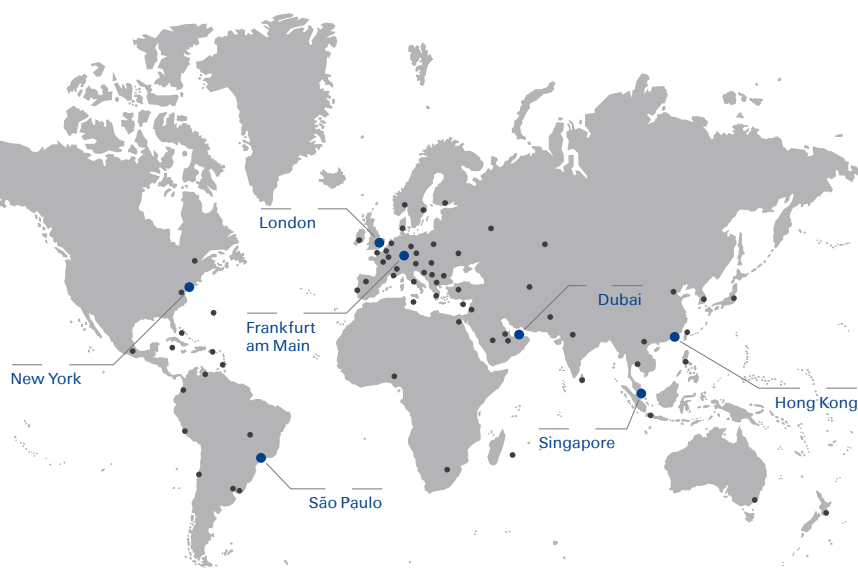 London
Dubai
Frankfurt
am Main
New York
Hong Kong
Singapore
São Paulo